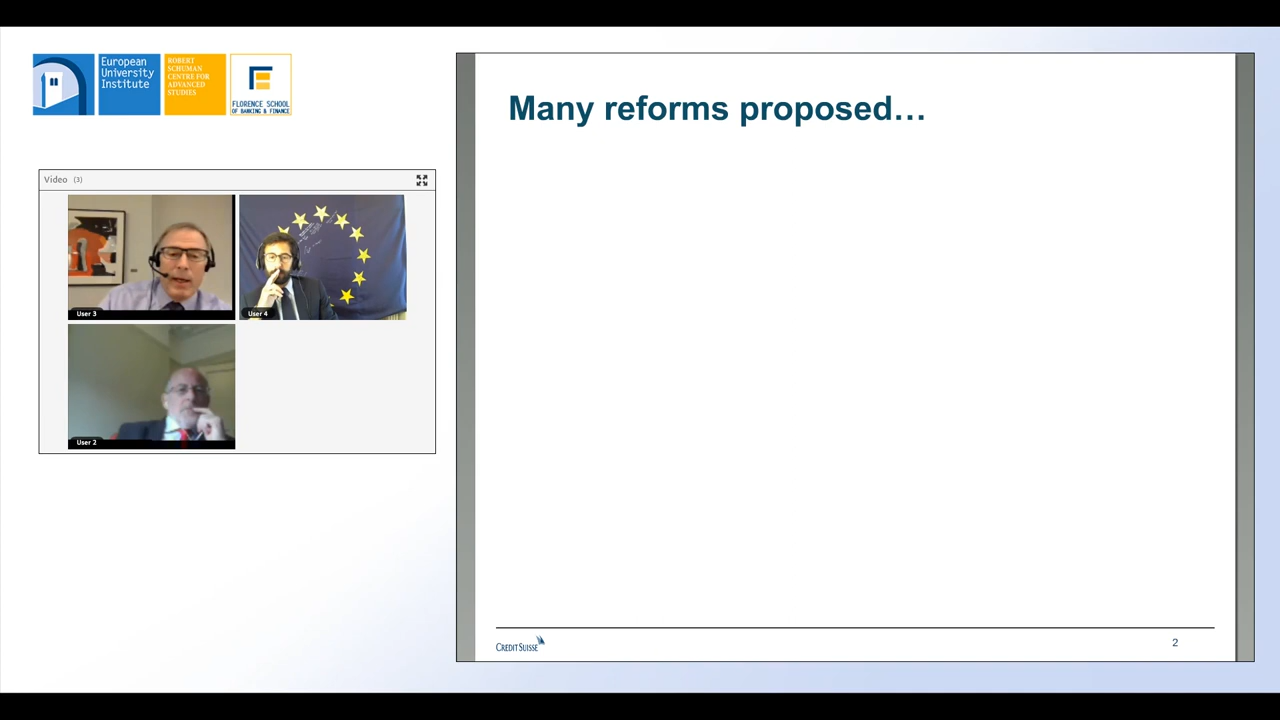 European
University
Institute
ROBERT
SCHUMAN
CENTRE FOR
ADVANCED
STUDIES
FLORENCE SCHOOL
OF BANKING & FINANCE
Video (3)
User 3
User 4
User 2
Many reforms proposed…
CREDIT SUISSE
2